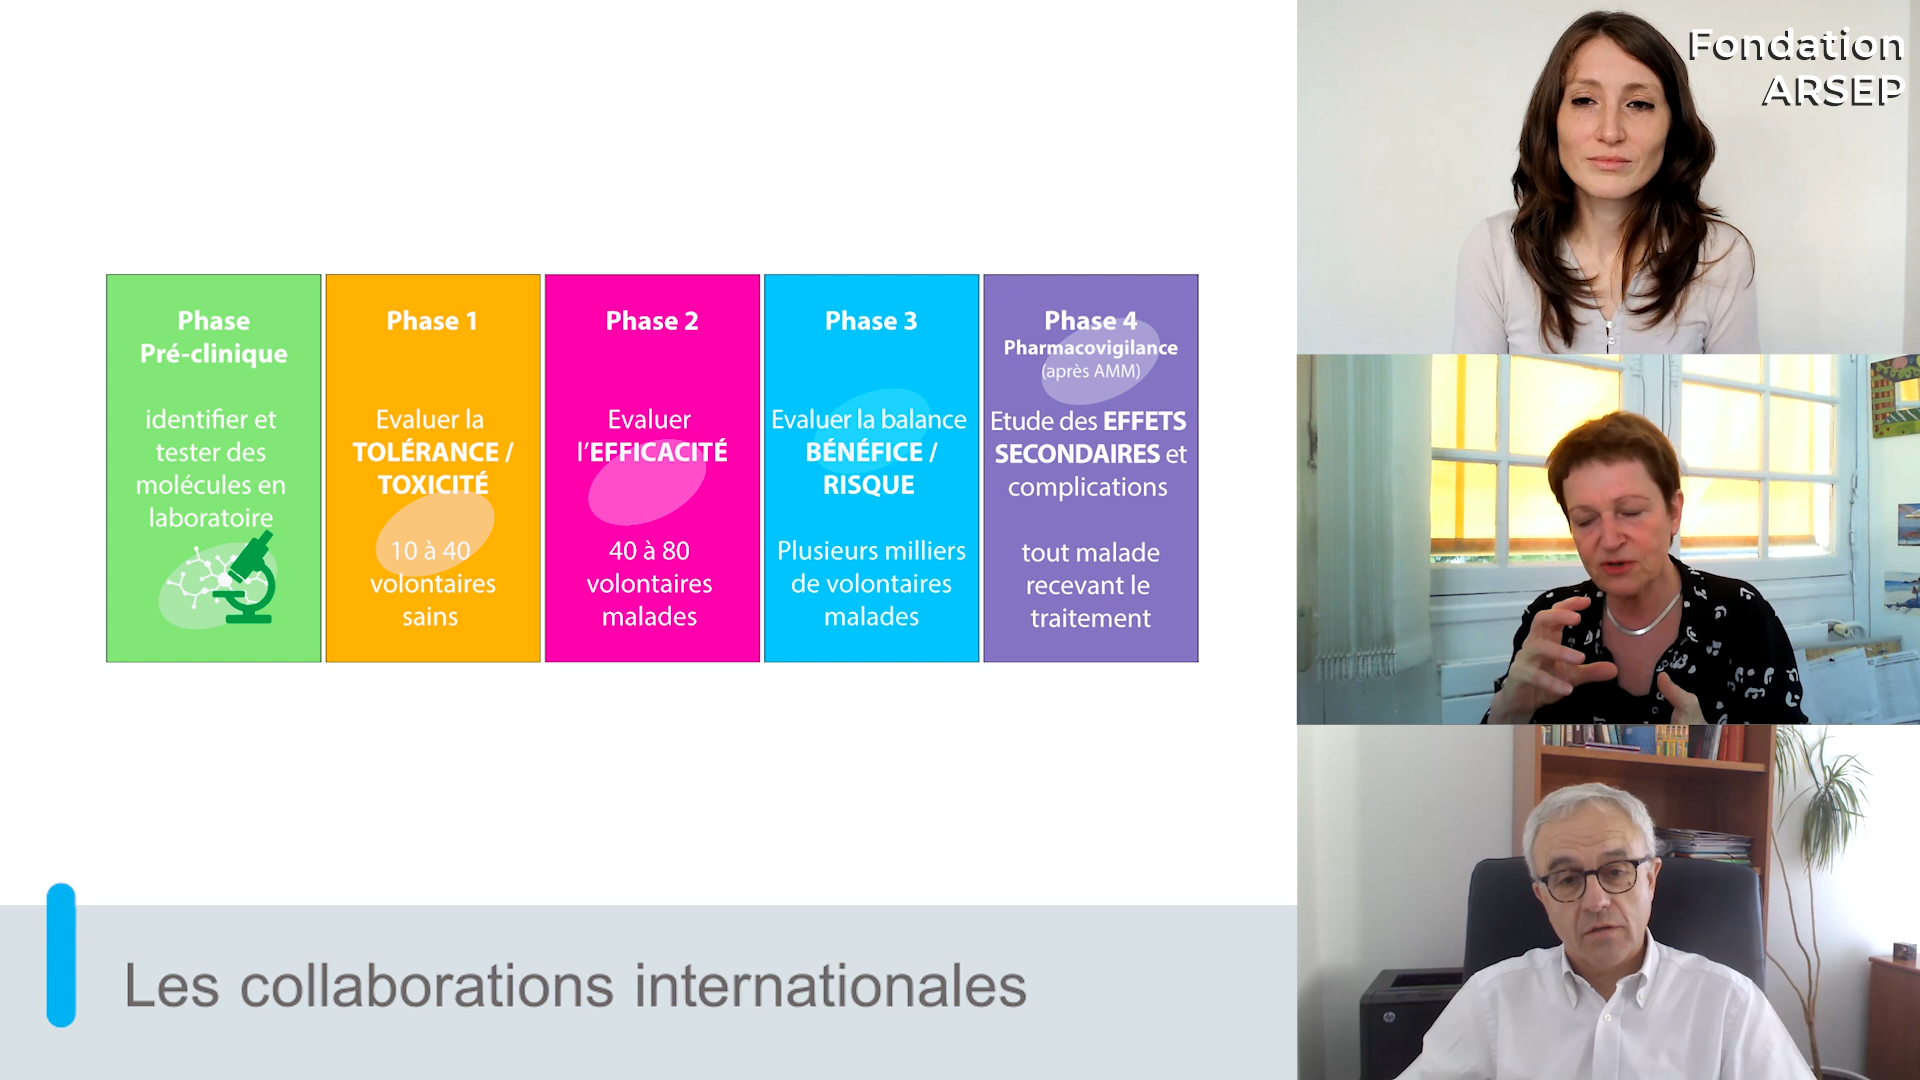 Phase
Pré-clinique
identifier et
tester des
molécules en
laboratoire
Phase 1
Evaluer la
TOLÉRANCE /
TOXICITÉ
10 à 40
volontaires
sains
Phase 2
Evaluer
l'EFFICACITÉ
40 à 80
volontaires
malades
Phase 3
Evaluer la balance
BÉNÉFICE /
RISQUE
Plusieurs milliers
de volontaires
malades
Phase 4
Pharmacovigilance
(après AMM)
Etude des EFFETS
SECONDAIRES et
complications
tout malade
recevant le
traitement
Les collaborations internationales
Fondation
ARSEP
hp